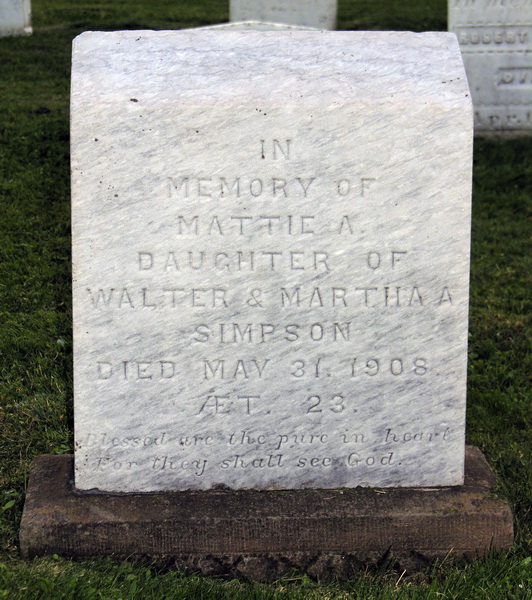 IN
MEMORY OF
MATTIE A.
DAUGHTER OF
WALTER & MARTHA A
SIMPSON
DIED MAY 31, 1908.
ÆT. 23.
Blessed are the pure in heart
For they shall see God.
ROBERT